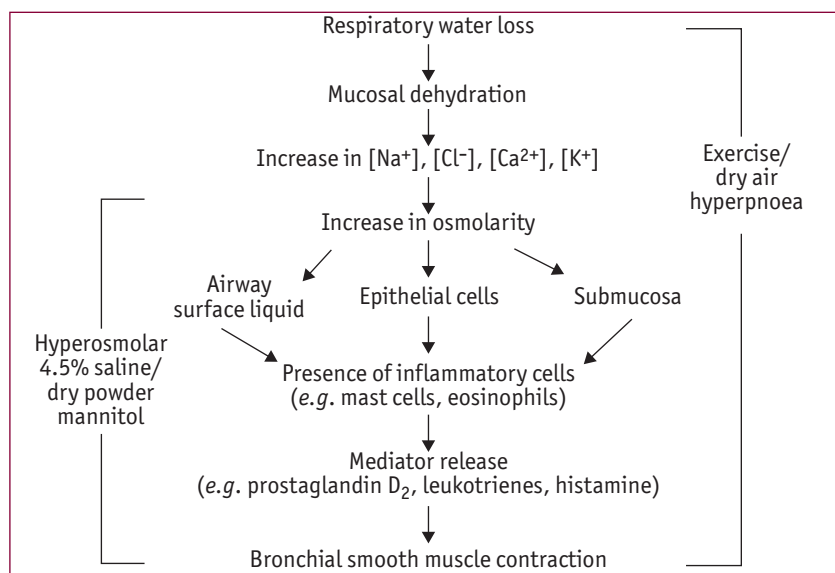 Respiratory water loss
Mucosal dehydration
Increase in [Na⁺], [Cl⁻], [Ca²⁺], [K⁺]
Exercise/
dry air
hyperpnoea
Increase in osmolarity
Airway
surface liquid
Epithelial cells
Submucosa
Hyperosmolar
4.5% saline/
dry powder
mannitol
Presence of inflammatory cells
(e.g. mast cells, eosinophils)
Mediator release
(e.g. prostaglandin D₂, leukotrienes, histamine)
Bronchial smooth muscle contraction